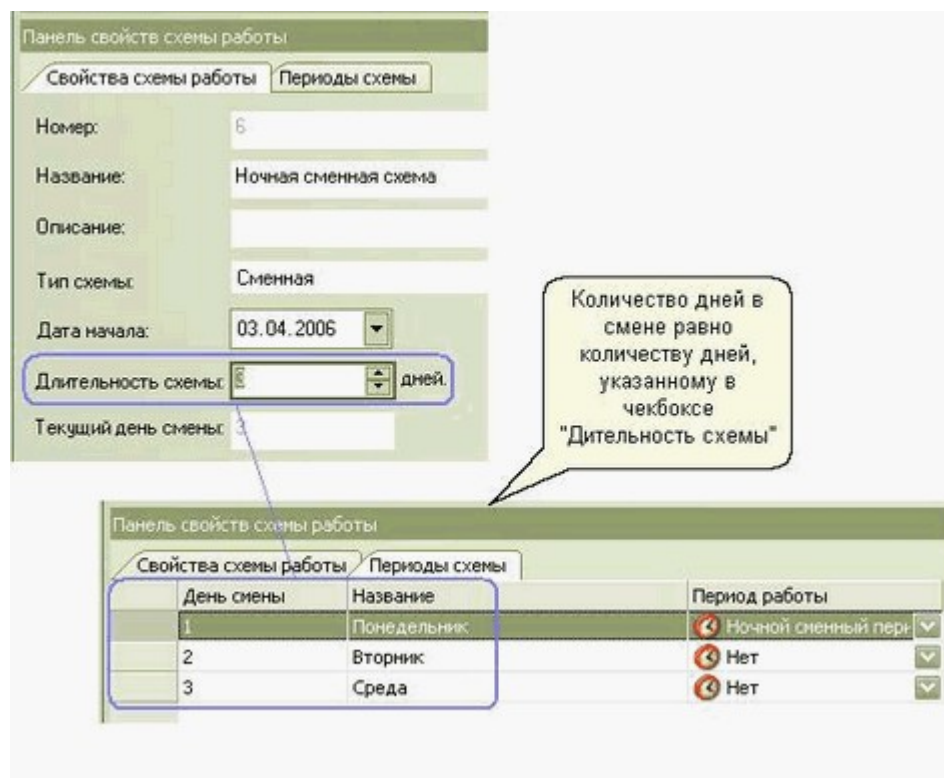 Панель свойств схемы работы
Свойства схемы работы Периоды схемы
Номер: 6
Название: Ночная сменная схема
Описание:
Тип схемы: Сменная
Дата начала: 03.04.2006
Длительность схемы: дней.
Текущий день смены: 3
Количество дней в
смене равно
количеству дней,
указанному в
чекбоксе
"Дительность схемы"
Панель свойств схемы работы
Свойства схемы работы Периоды схемы
День смены Название Период работы
1 Понедельник Ночной сменный пери
2 Вторник Нет
3 Среда Нет